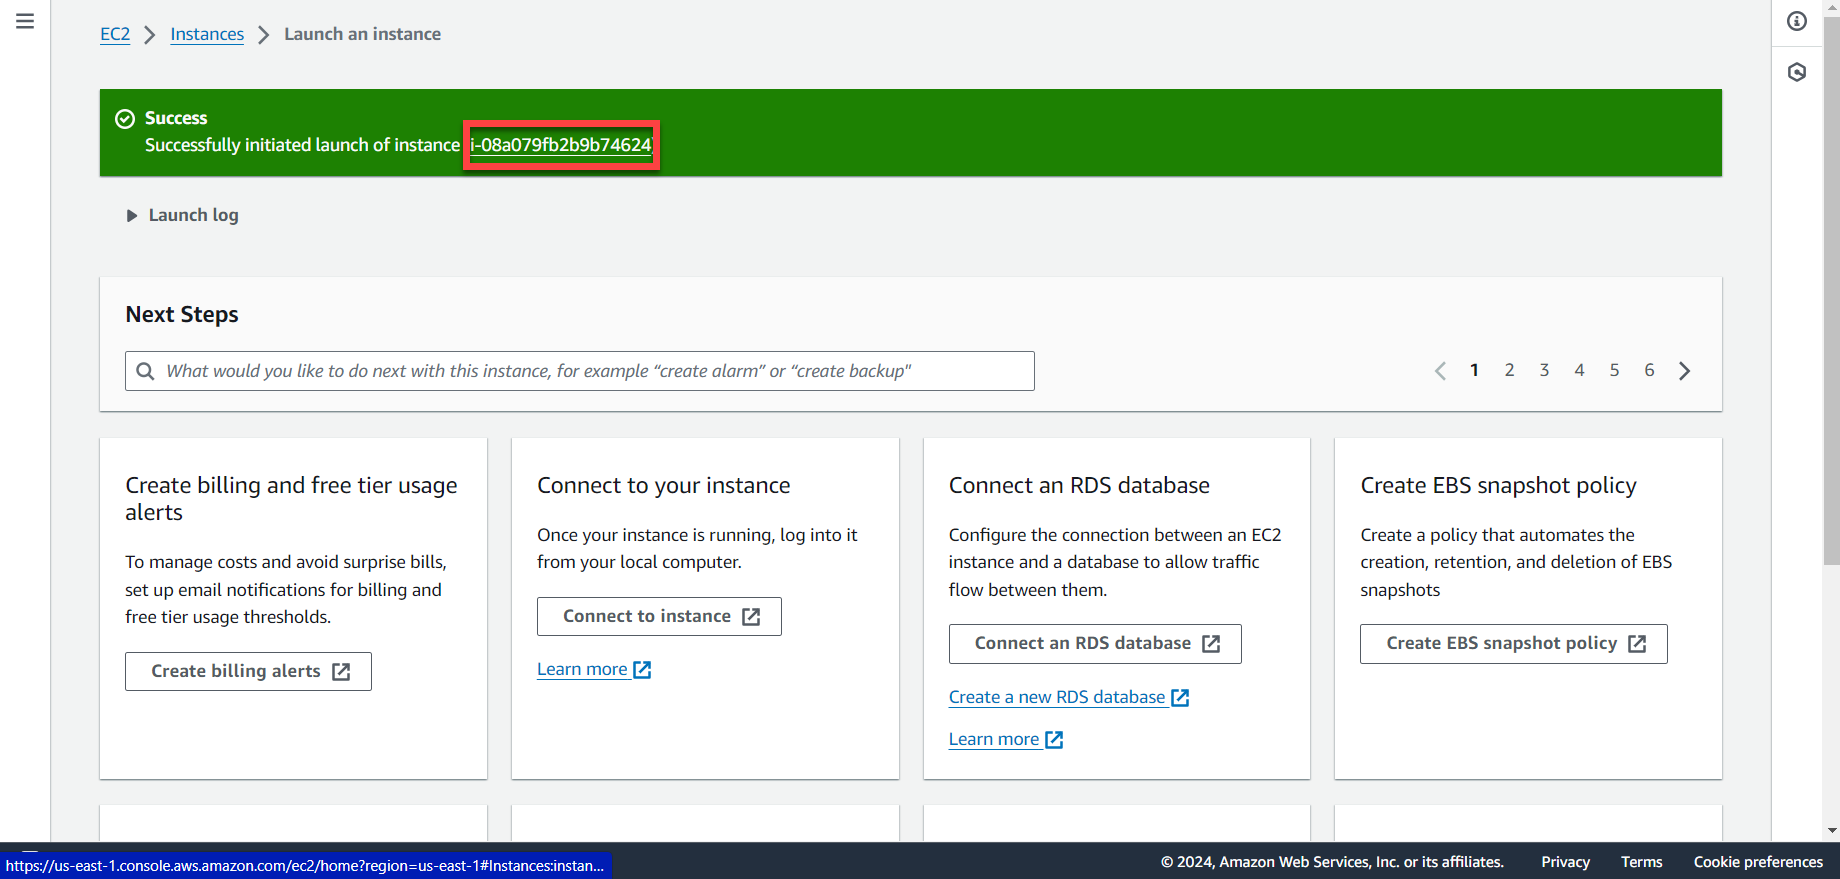 EC2 Instances Launch an instance
Success
Successfully initiated launch of instance (i-08a079fb2b9b74624)
Launch log
Next Steps
What would you like to do next with this instance, for example “create alarm” or “create backup"
1 2 3 4 5 6
Create billing and free tier usage
alerts
To manage costs and avoid surprise bills,
set up email notifications for billing and
free tier usage thresholds.
Create billing alerts
Connect to your instance
Once your instance is running, log into it
from your local computer.
Connect to instance
Learn more
Connect an RDS database
Configure the connection between an EC2
instance and a database to allow traffic
flow between them.
Connect an RDS database
Create a new RDS database
Learn more
Create EBS snapshot policy
Create a policy that automates the
creation, retention, and deletion of EBS
snapshots
Create EBS snapshot policy
https://us-east-1.console.aws.amazon.com/ec2/home?region=us-east-1#Instances:instan...
© 2024, Amazon Web Services, Inc. or its affiliates. Privacy Terms Cookie preferences